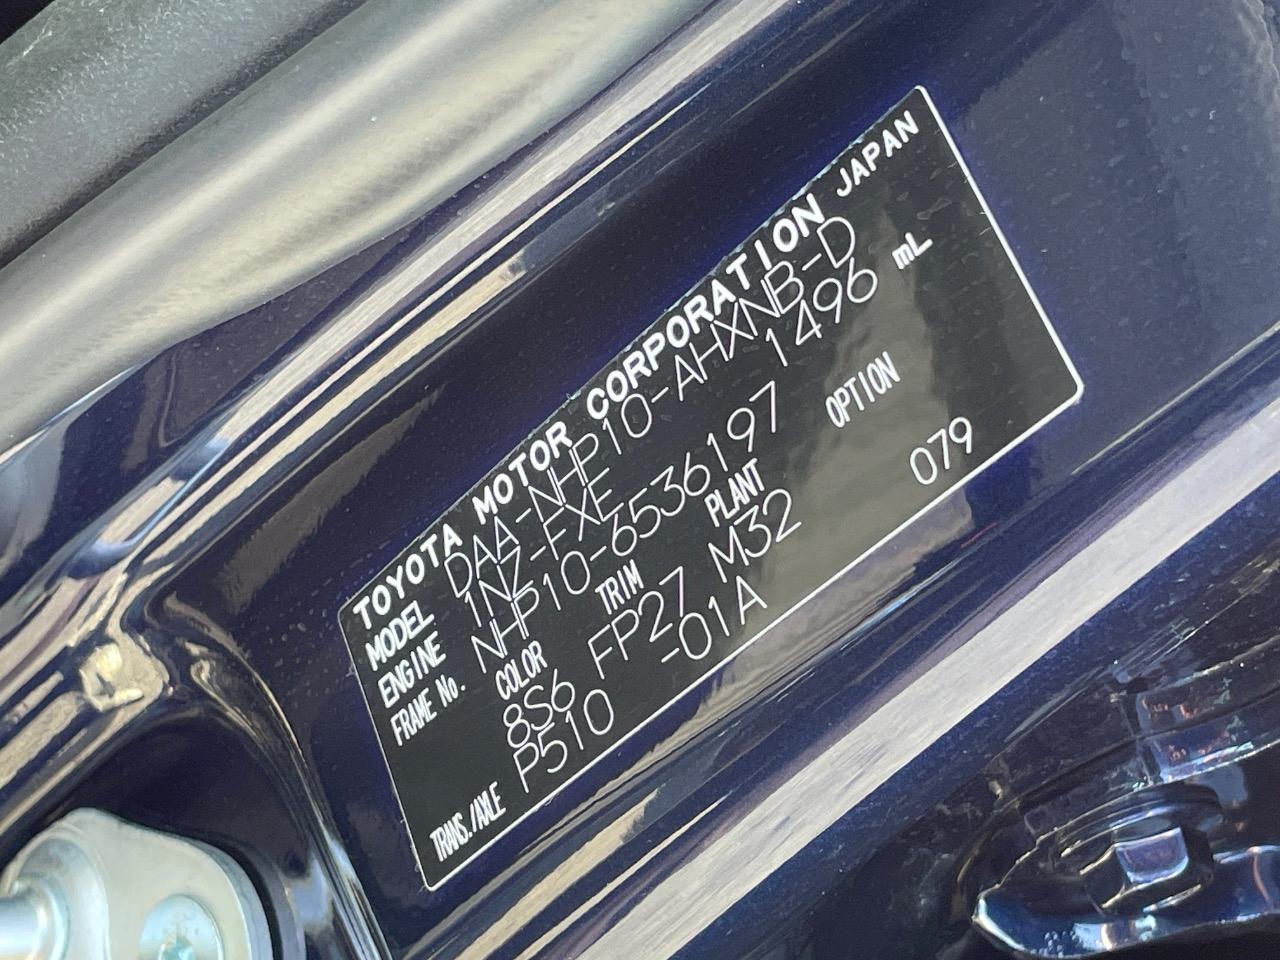 TOYOTA MOTOR CORPORATION JAPAN
MODEL DAA-NHP10-AHXNB-D
ENGINE 1NZ-FXE 1496 mL
FRAME No. NHP10-6536197
COLOR TRIM PLANT OPTION
8S6 FP27 M32 079
TRANS./AXLE P510 -01A